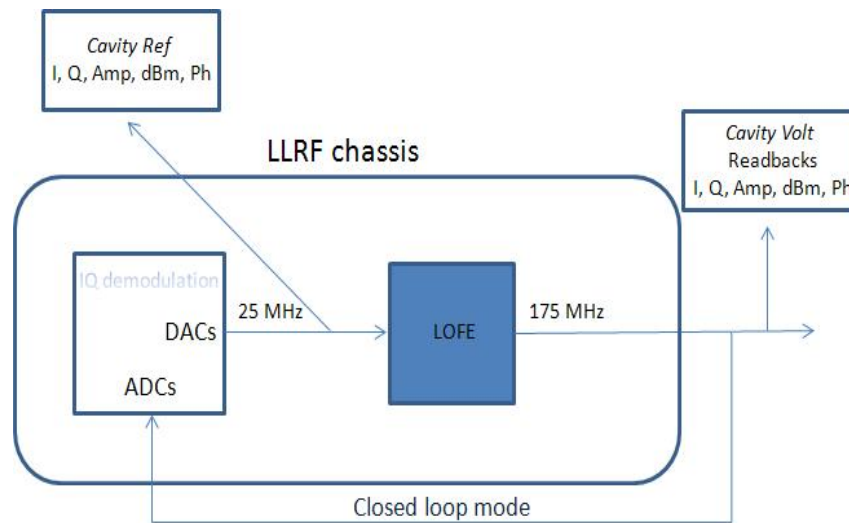 Cavity Ref
I, Q, Amp, dBm, Ph
LLRF chassis
Cavity Volt
Readbacks
I, Q, Amp, dBm, Ph
IQ demodulation
25 MHz
175 MHz
DACs
LOFE
ADCs
Closed loop mode